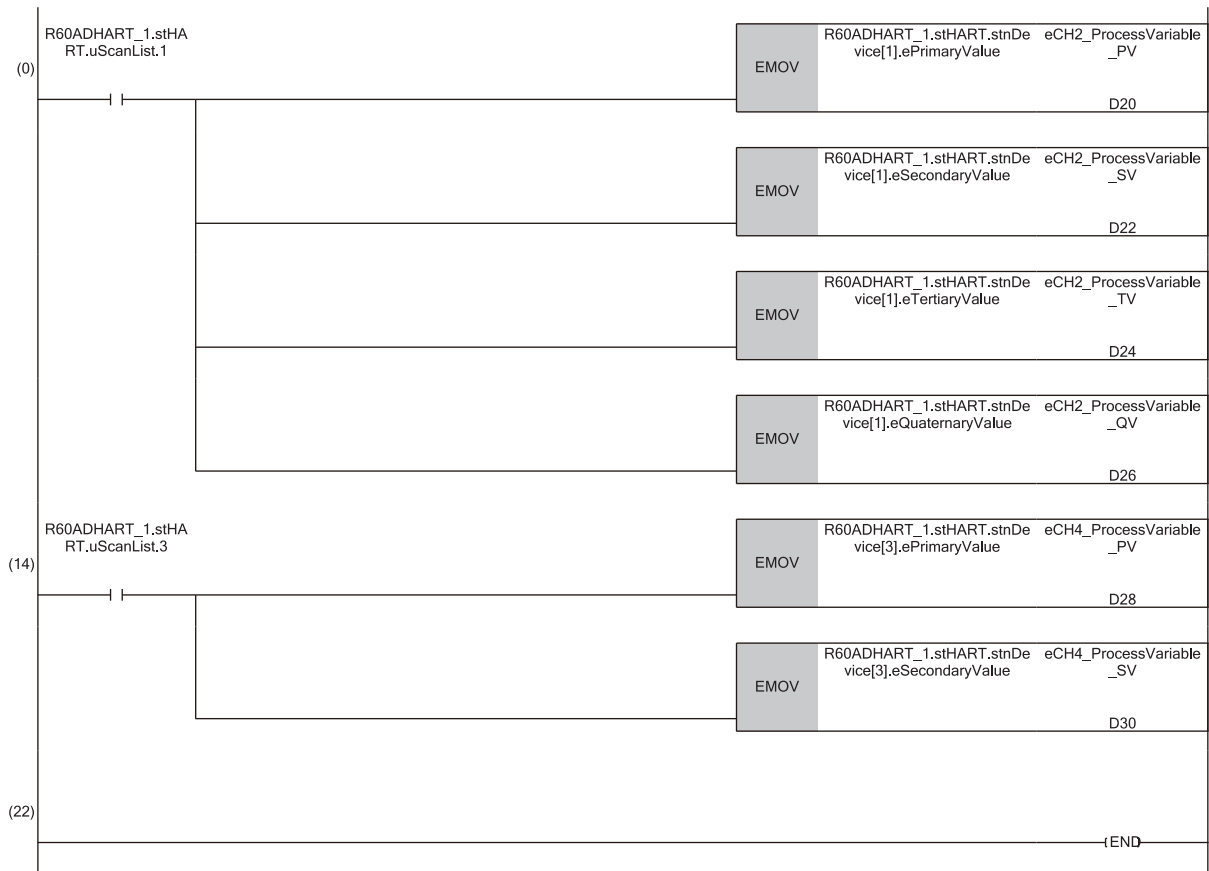 R60ADHART_1.stHA
RT.uScanList.1
(0)
EMOV
R60ADHART_1.stHART.stnDe
vice[1].ePrimaryValue
eCH2_ProcessVariable
_PV
D20
EMOV
R60ADHART_1.stHART.stnDe
vice[1].eSecondaryValue
eCH2_ProcessVariable
_SV
D22
EMOV
R60ADHART_1.stHART.stnDe
vice[1].eTertiaryValue
eCH2_ProcessVariable
_TV
D24
EMOV
R60ADHART_1.stHART.stnDe
vice[1].eQuaternaryValue
eCH2_ProcessVariable
_QV
D26
R60ADHART_1.stHA
RT.uScanList.3
(14)
EMOV
R60ADHART_1.stHART.stnDe
vice[3].ePrimaryValue
eCH4_ProcessVariable
_PV
D28
EMOV
R60ADHART_1.stHART.stnDe
vice[3].eSecondaryValue
eCH4_ProcessVariable
_SV
D30
(22)
END